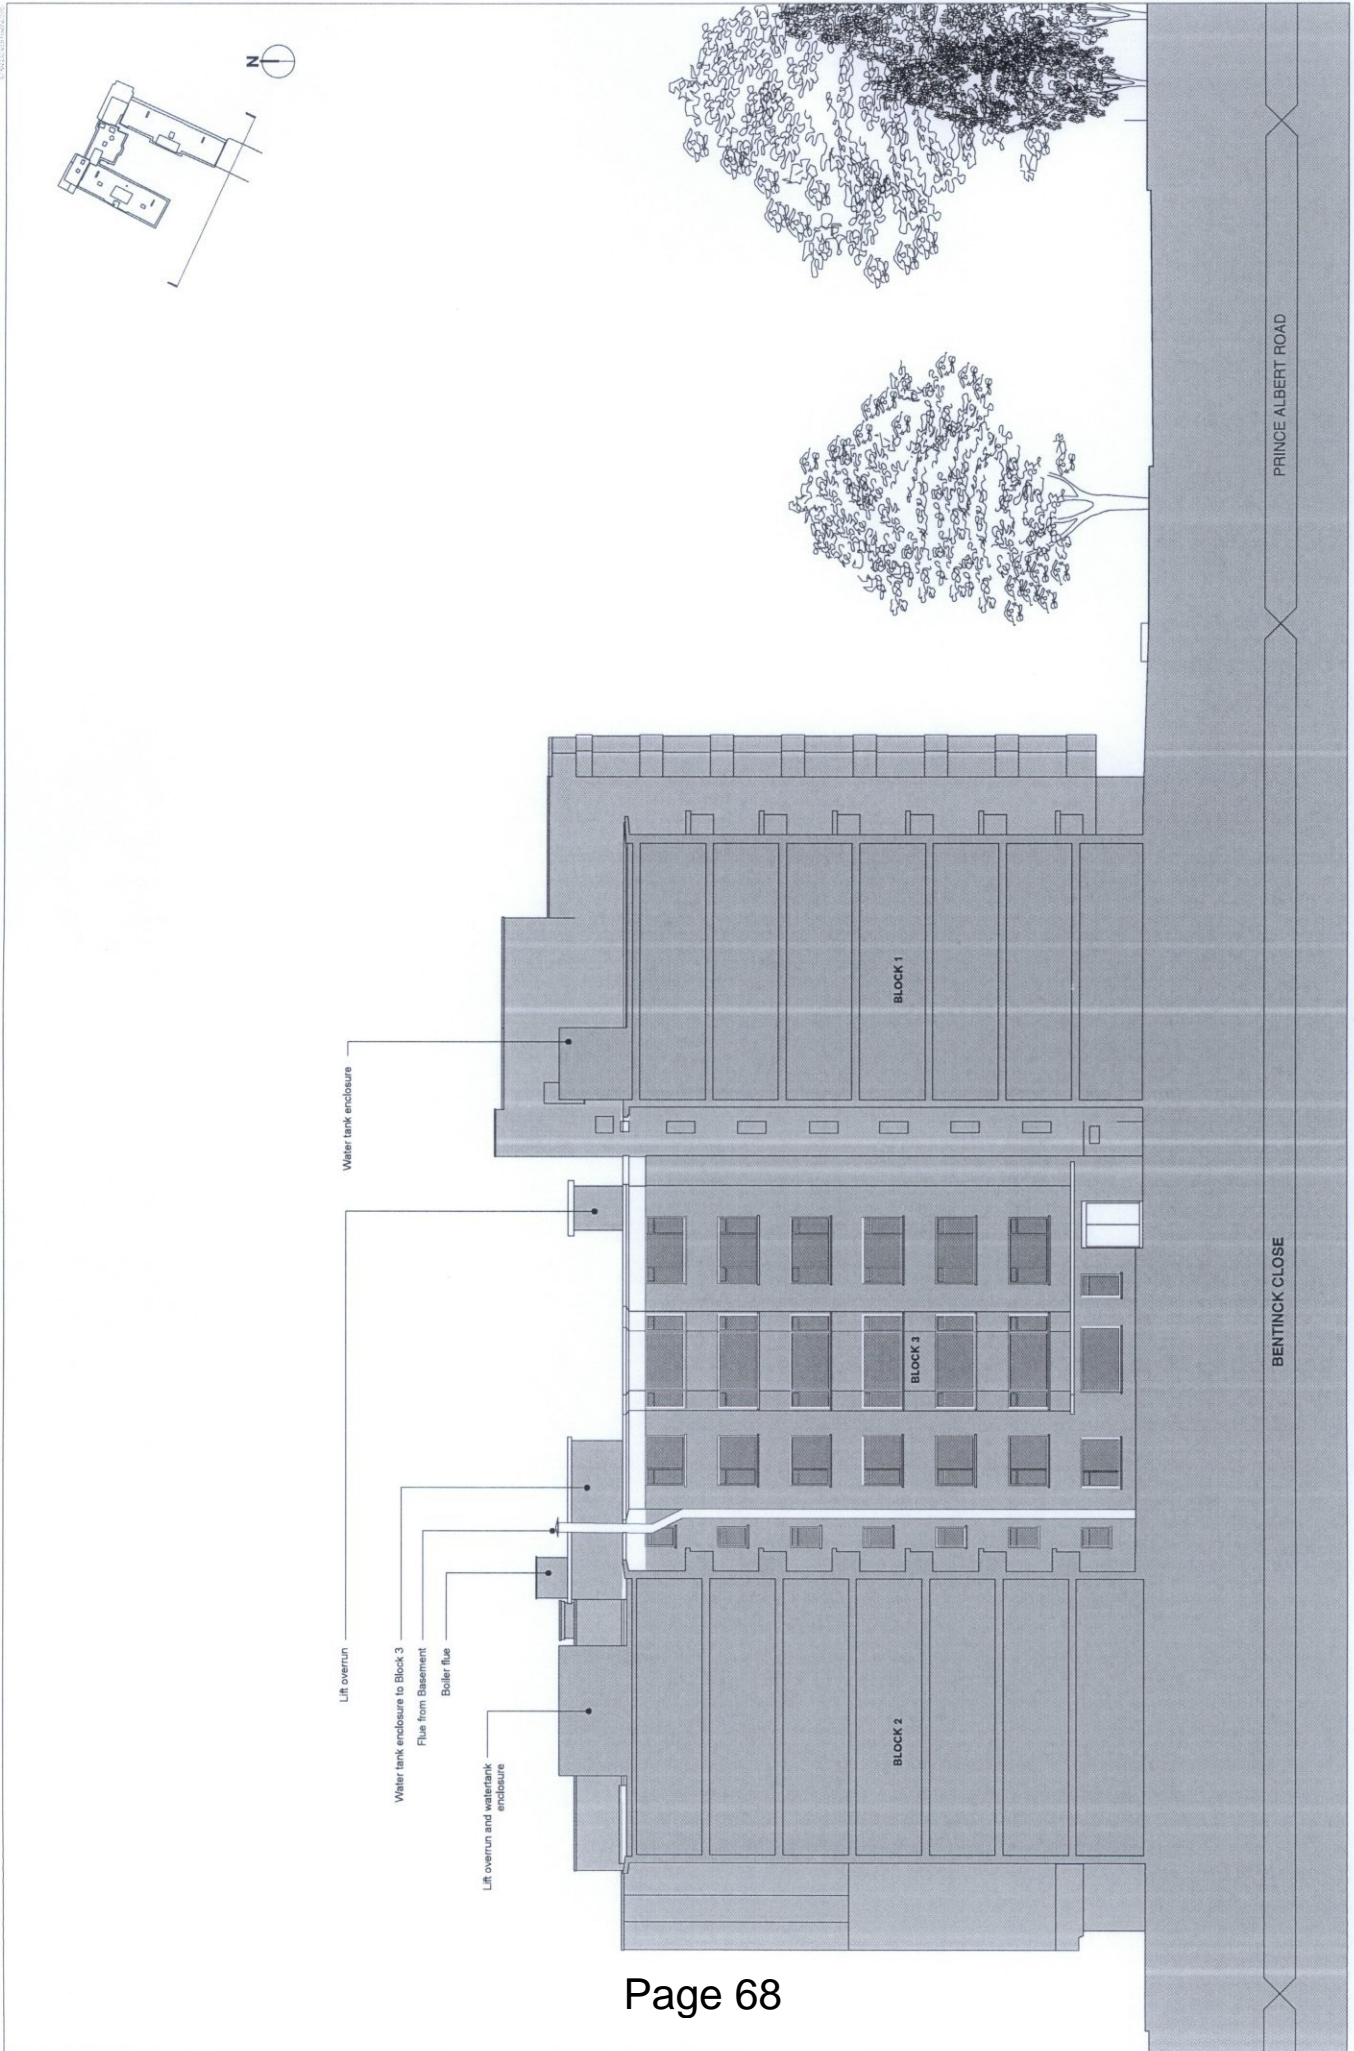 N
Water tank enclosure
Lift overrun
Water tank enclosure to Block 3
Flue from Basement
Boiler flue
Lift overrun and watertank
enclosure
BLOCK 2
BLOCK 3
BLOCK 1
BENTINCK CLOSE
PRINCE ALBERT ROAD
Page 68